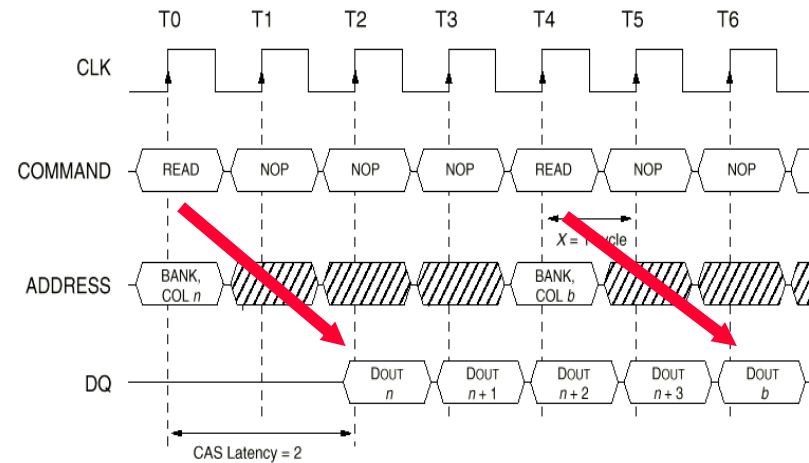 T0 T1 T2 T3 T4 T5 T6
CLK
COMMAND READ NOP NOP NOP READ NOP NOP
X = 1 cycle
ADDRESS BANK, COL n BANK, COL b
DQ DOUT n DOUT n + 1 DOUT n + 2 DOUT n + 3 DOUT b
CAS Latency = 2